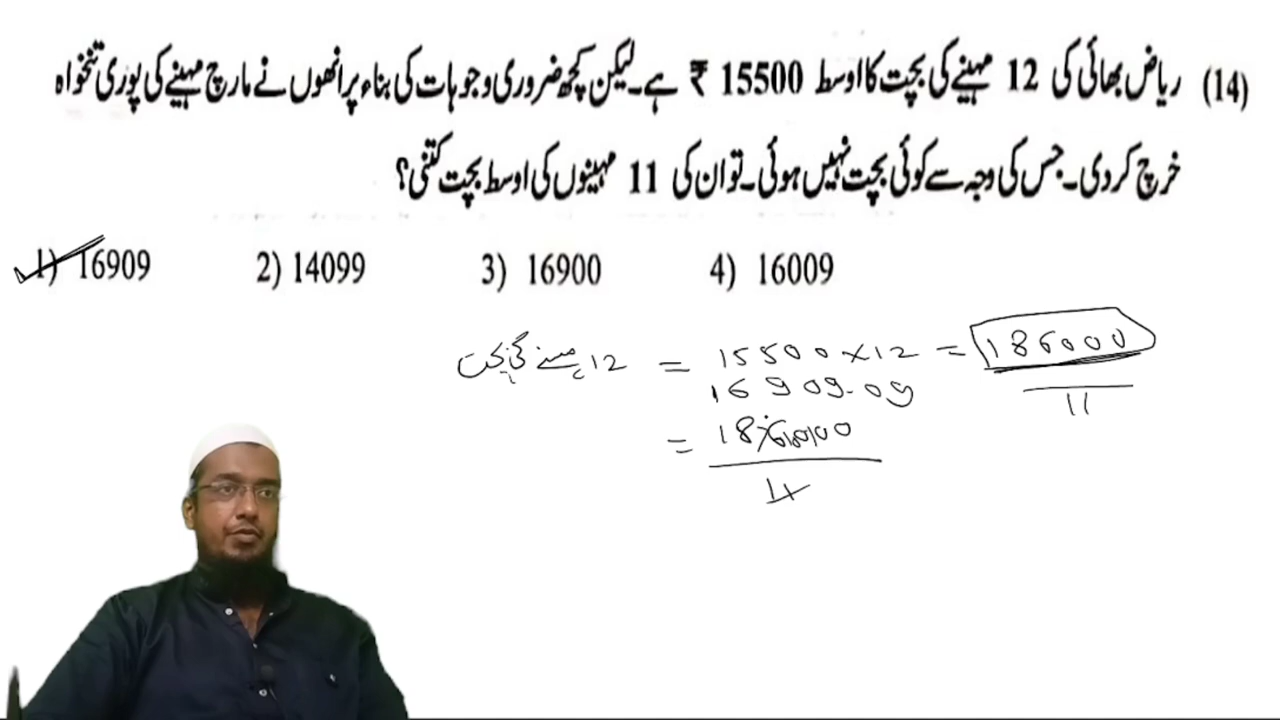 (14) ریاض بھائی کی 12 مہینے کی بچت کا اوسط 15500 ₹ ہے۔ لیکن کچھ ضروری وجوہات کی بناء پر انھوں نے مارچ مہینے کی پوری تنخواہ
خرچ کر دی۔ جس کی وجہ سے کوئی بچت نہیں ہوئی۔ تو ان کی 11 مہینوں کی اوسط بچت کتنی؟
1) 16909 2) 14099 3) 16900 4) 16009
12 مہینے کی بچت = 15500 × 12 = 186000
11
16909.09
= 186000
11